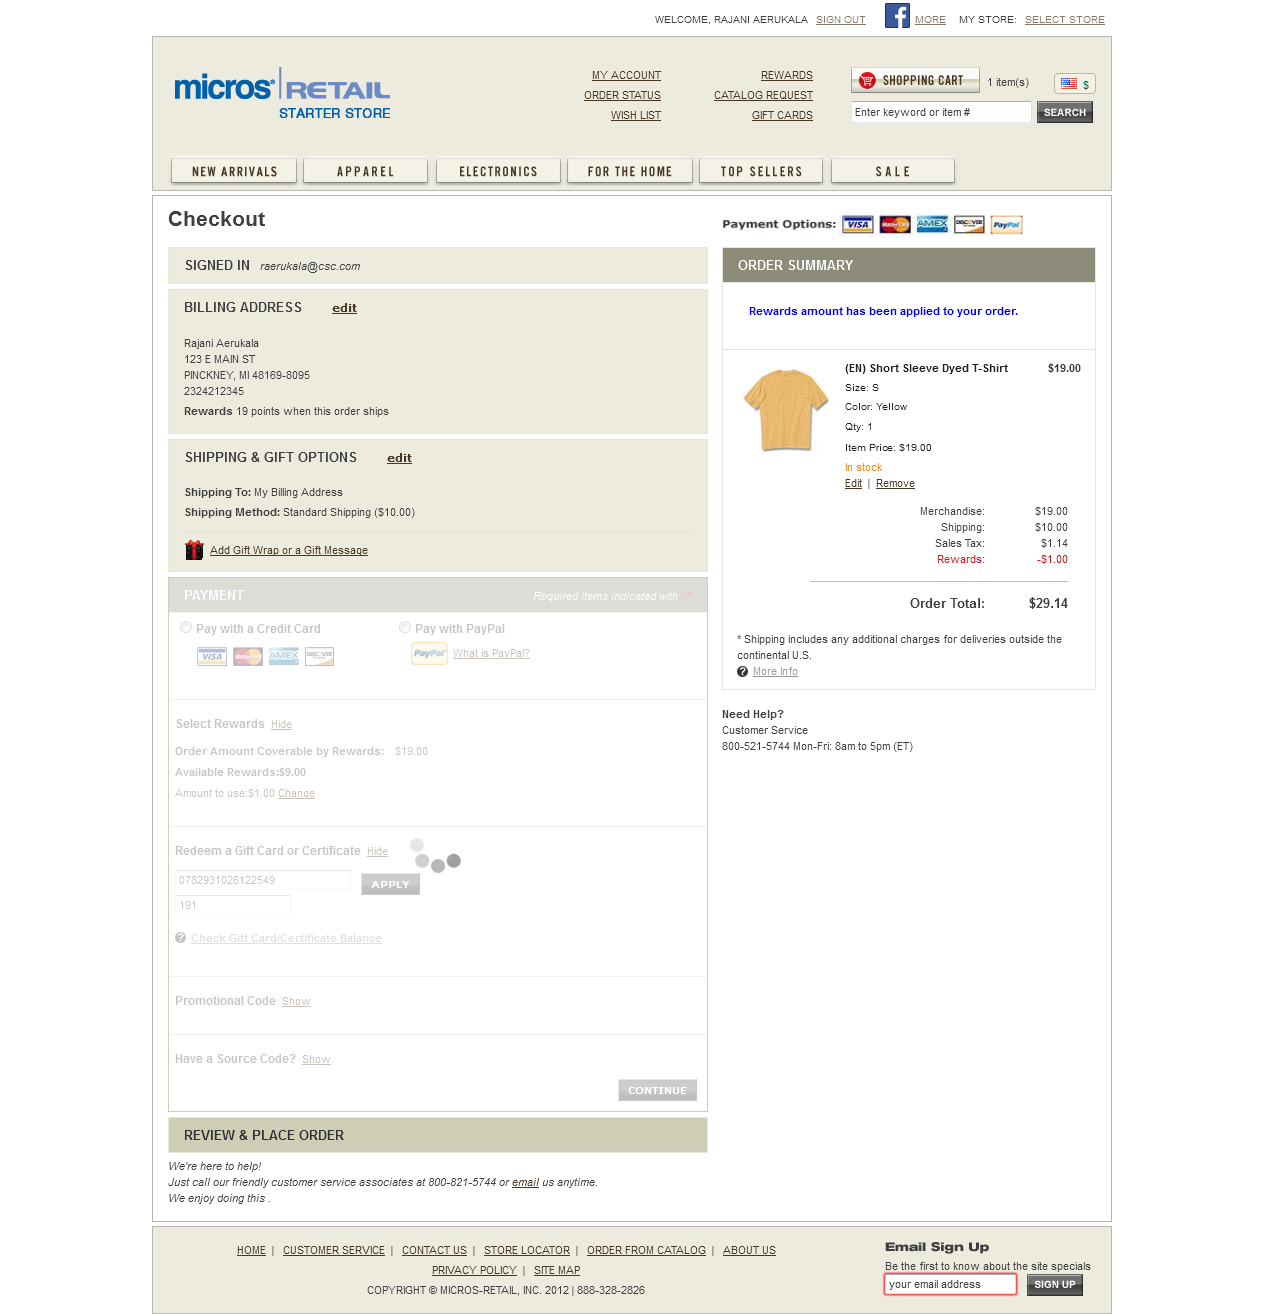 WELCOME, RAJANI AERUKALA SIGN OUT MORE MY STORE: SELECT STORE
micros RETAIL
STARTER STORE
MY ACCOUNT
ORDER STATUS
WISH LIST
REWARDS
CATALOG REQUEST
GIFT CARDS
SHOPPING CART 1 item(s) $
Enter keyword or item # SEARCH
NEW ARRIVALS APPAREL ELECTRONICS FOR THE HOME TOP SELLERS SALE
Checkout
Payment Options: VISA MasterCard AMEX DISCOVER PayPal
SIGNED IN raerukala@csc.com
BILLING ADDRESS edit
Rajani Aerukala
123 E MAIN ST
PINCKNEY, MI 48169-8095
2324212345
Rewards 19 points when this order ships
SHIPPING & GIFT OPTIONS edit
Shipping To: My Billing Address
Shipping Method: Standard Shipping ($10.00)
Add Gift Wrap or a Gift Message
PAYMENT Required items indicated with *
Pay with a Credit Card
VISA MasterCard AMEX DISCOVER
Pay with PayPal
PayPal What is PayPal?
Select Rewards Hide
Order Amount Coverable by Rewards: $19.00
Available Rewards:$9.00
Amount to use:$1.00 Change
Redeem a Gift Card or Certificate Hide
0782931026122549 APPLY
191
? Check Gift Card/Certificate Balance
Promotional Code Show
Have a Source Code? Show
CONTINUE
REVIEW & PLACE ORDER
We're here to help!
Just call our friendly customer service associates at 800-821-5744 or email us anytime.
We enjoy doing this .
ORDER SUMMARY
Rewards amount has been applied to your order.
(EN) Short Sleeve Dyed T-Shirt $19.00
Size: S
Color: Yellow
Qty: 1
Item Price: $19.00
In stock
Edit | Remove
Merchandise: $19.00
Shipping: $10.00
Sales Tax: $1.14
Rewards: -$1.00
Order Total: $29.14
* Shipping includes any additional charges for deliveries outside the
continental U.S.
? More Info
Need Help?
Customer Service
800-521-5744 Mon-Fri: 8am to 5pm (ET)
HOME | CUSTOMER SERVICE | CONTACT US | STORE LOCATOR | ORDER FROM CATALOG | ABOUT US
PRIVACY POLICY | SITE MAP
COPYRIGHT © MICROS-RETAIL, INC. 2012 | 888-328-2826
Email Sign Up
Be the first to know about the site specials
your email address SIGN UP